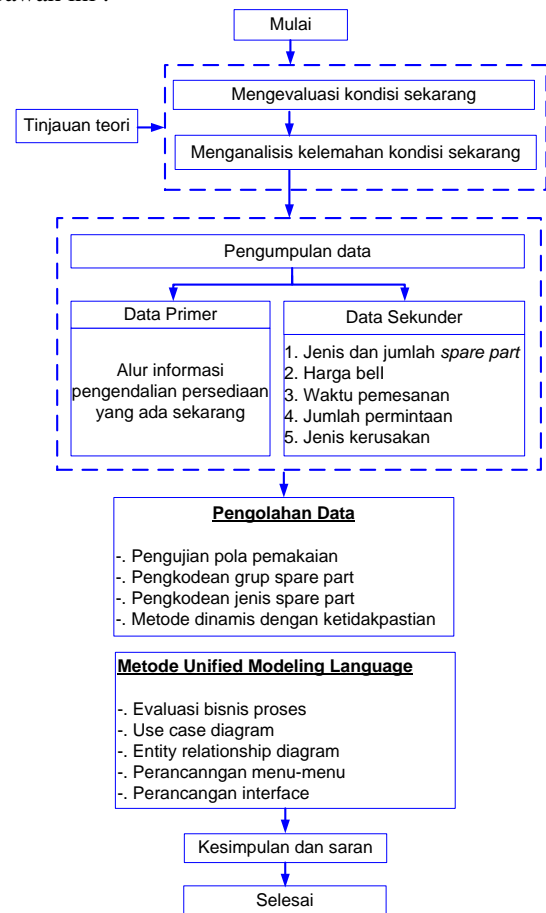 Mulai
Mengevaluasi kondisi sekarang
Tinjauan teori
Menganalisis kelemahan kondisi sekarang
Pengumpulan data
Data Primer
Alur informasi
pengendalian persediaan
yang ada sekarang
Data Sekunder
1. Jenis dan jumlah spare part
2. Harga bell
3. Waktu pemesanan
4. Jumlah permintaan
5. Jenis kerusakan
Pengolahan Data
-. Pengujian pola pemakaian
-. Pengkodean grup spare part
-. Pengkodean jenis spare part
-. Metode dinamis dengan ketidakpastian
Metode Unified Modeling Language
-. Evaluasi bisnis proses
-. Use case diagram
-. Entity relationship diagram
-. Perancanngan menu-menu
-. Perancangan interface
Kesimpulan dan saran
Selesai